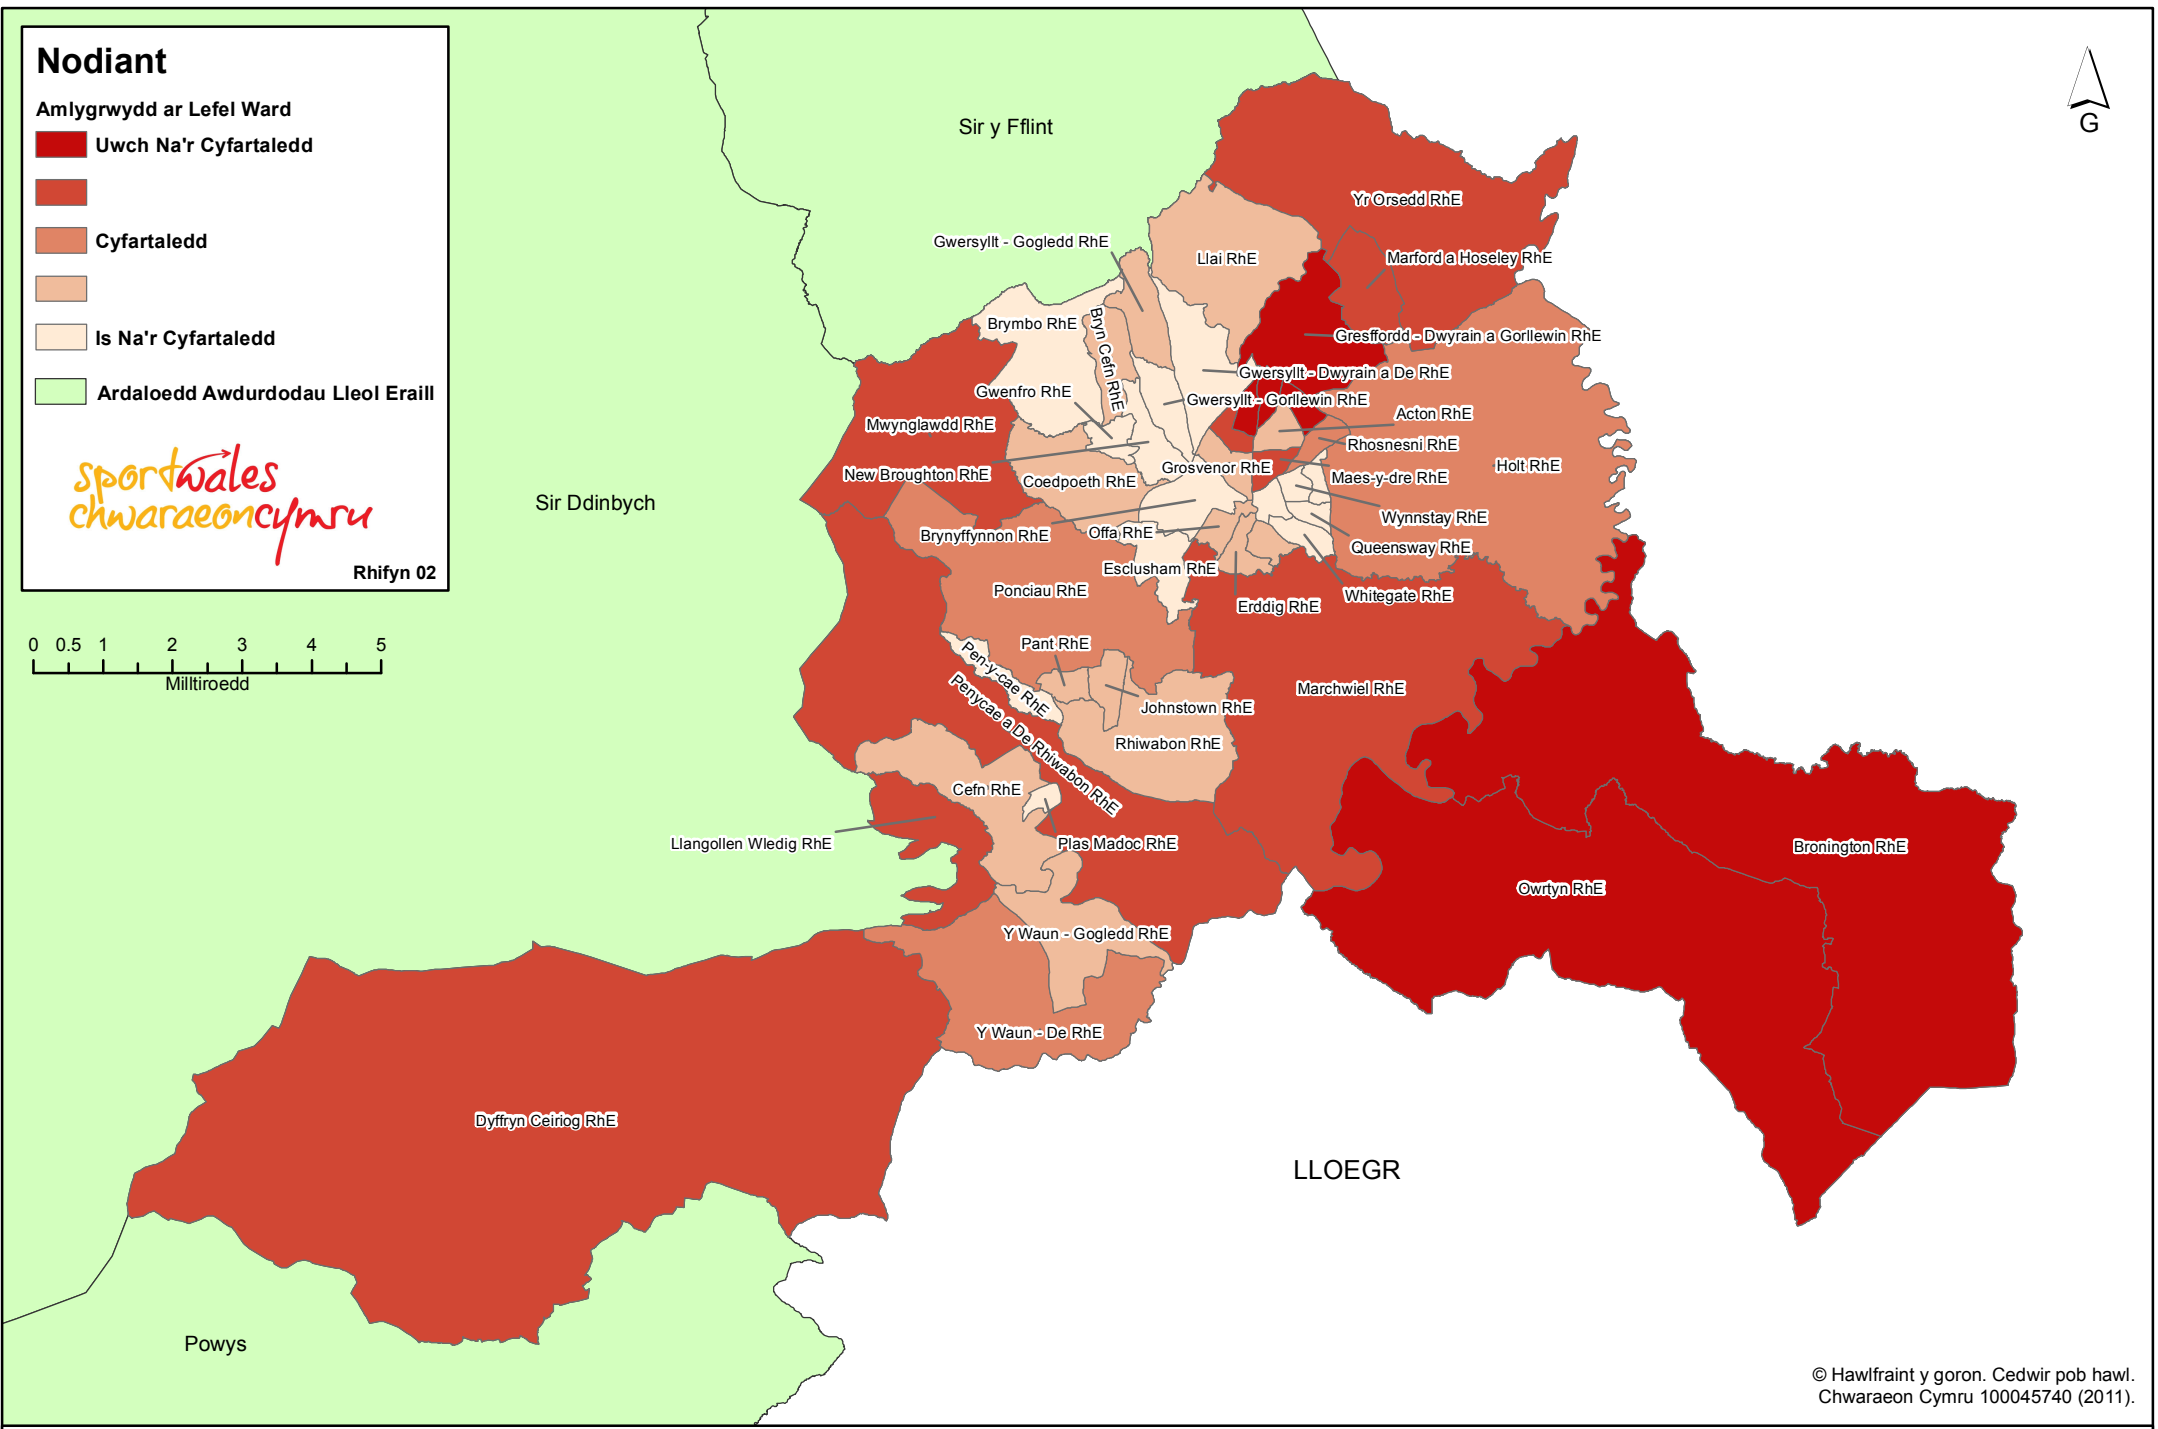 Nodiant
Amlygrwydd ar Lefel Ward
Uwch Na'r Cyfartaledd
Cyfartaledd
Is Na'r Cyfartaledd
Ardaloedd Awdurdodau Lleol Eraill
sportwales
chwaraeoncymru
Rhifyn 02
0 0.5 1 2 3 4 5
Milltiroedd
G
Sir y Fflint
Yr Orsedd RhE
Gwersyllt - Gogledd RhE
Llai RhE
Marford a Hoseley RhE
Brymbo RhE
Bryn Cefn RhE
Gresffordd - Dwyrain a Gorllewin RhE
Gwersyllt - Dwyrain a De RhE
Gwenfro RhE
Gwersyllt - Gorllewin RhE
Acton RhE
Mwynglawdd RhE
Rhosnesni RhE
New Broughton RhE
Grosvenor RhE
Holt RhE
Coedpoeth RhE
Maes-y-dre RhE
Sir Ddinbych
Wynnstay RhE
Brynyffynnon RhE
Offa RhE
Queensway RhE
Esclusham RhE
Ponciau RhE
Whitegate RhE
Erddig RhE
Pant RhE
Pen-y-cae RhE
Marchwiel RhE
Johnstown RhE
Penycae a De Rhiwabon RhE
Rhiwabon RhE
Cefn RhE
Llangollen Wledig RhE
Plas Madoc RhE
Bronington RhE
Owrtyn RhE
Y Waun - Gogledd RhE
Y Waun - De RhE
Dyffryn Ceiriog RhE
LLOEGR
Powys
© Hawlfraint y goron. Cedwir pob hawl.
Chwaraeon Cymru 100045740 (2011).